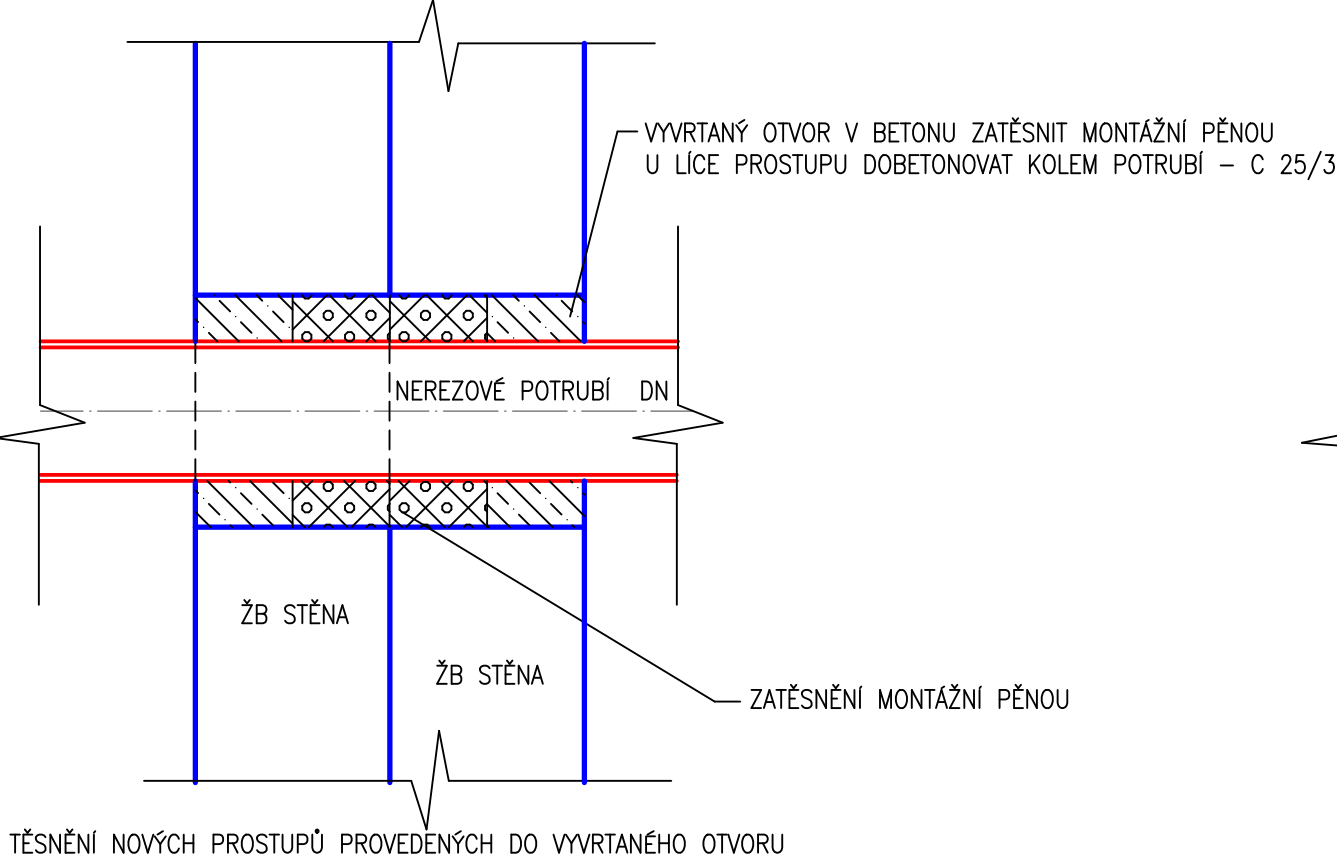 VYVRTANÝ OTVOR V BETONU ZATĚSNIT MONTÁŽNÍ PĚNOU
U LÍCE PROSTUPU DOBETONOVAT KOLEM POTRUBÍ – C 25/3
NEREZOVÉ POTRUBÍ DN
ŽB STĚNA
ŽB STĚNA
ZATĚSNĚNÍ MONTÁŽNÍ PĚNOU
TĚSNĚNÍ NOVÝCH PROSTUPŮ PROVEDENÝCH DO VYVRTANÉHO OTVORU